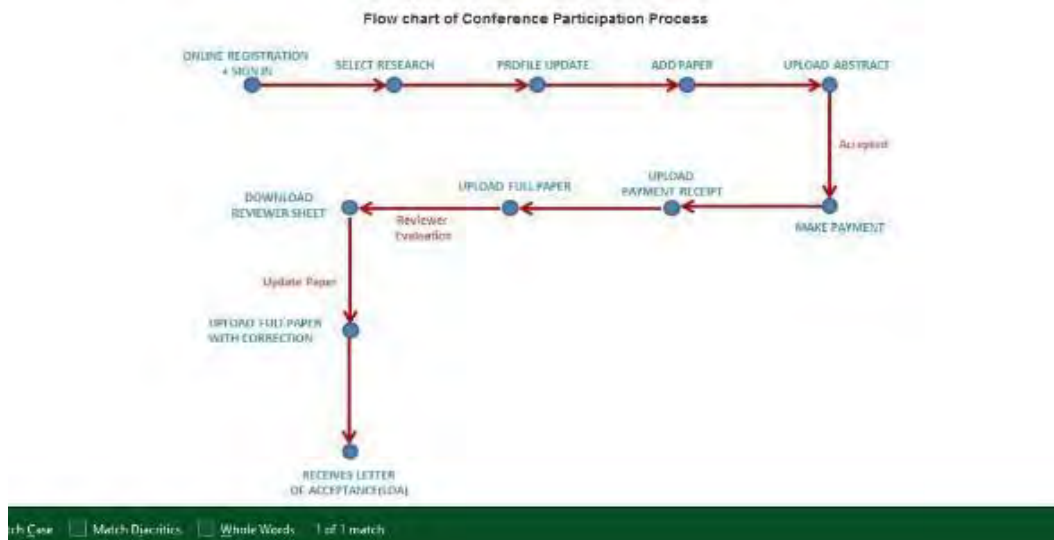 Flow chart of Conference Participation Process
ONLINE REGISTRATION
+ SIGN IN
SELECT RESEARCH
PROFILE UPDATE
ADD PAPER
UPLOAD ABSTRACT
Accepted
DOWNLOAD
REVIEWER SHEET
UPLOAD FULL PAPER
UPLOAD
PAYMENT RECEIPT
MAKE PAYMENT
Reviewer
Evaluation
Update Paper
UPLOAD FULL PAPER
WITH CORRECTION
RECEIVES LETTER
OF ACCEPTANCE(LOA)
ch Case Match Diacritics Whole Words 1 of 1 match